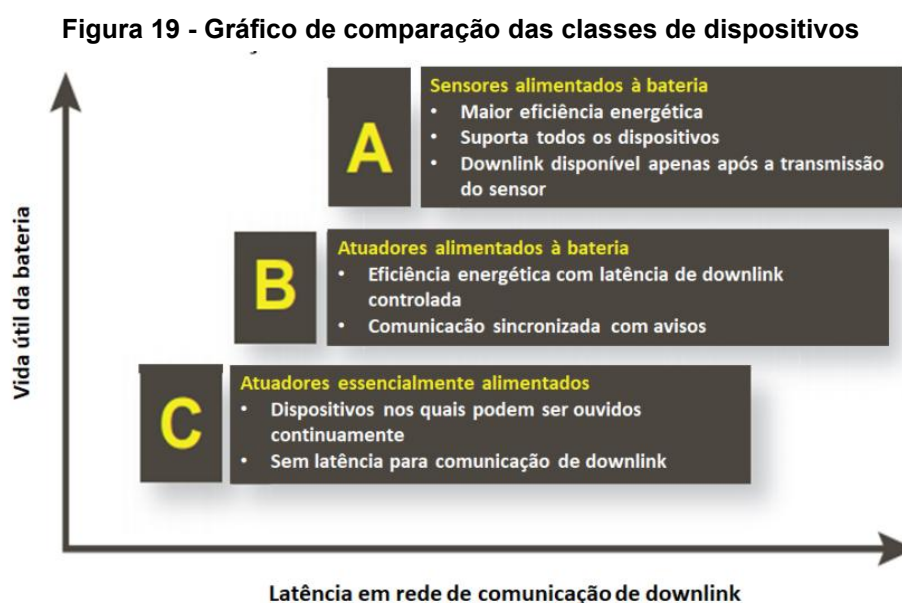 Figura 19 - Gráfico de comparação das classes de dispositivos
A
Sensores alimentados à bateria
• Maior eficiência energética
• Suporta todos os dispositivos
• Downlink disponível apenas após a transmissão
do sensor
B
Atuadores alimentados à bateria
• Eficiência energética com latência de downlink
controlada
• Comunicacão sincronizada com avisos
C
Atuadores essencialmente alimentados
• Dispositivos nos quais podem ser ouvidos
continuamente
• Sem latência para comunicação de downlink
Vida útil da bateria
Latência em rede de comunicação de downlink